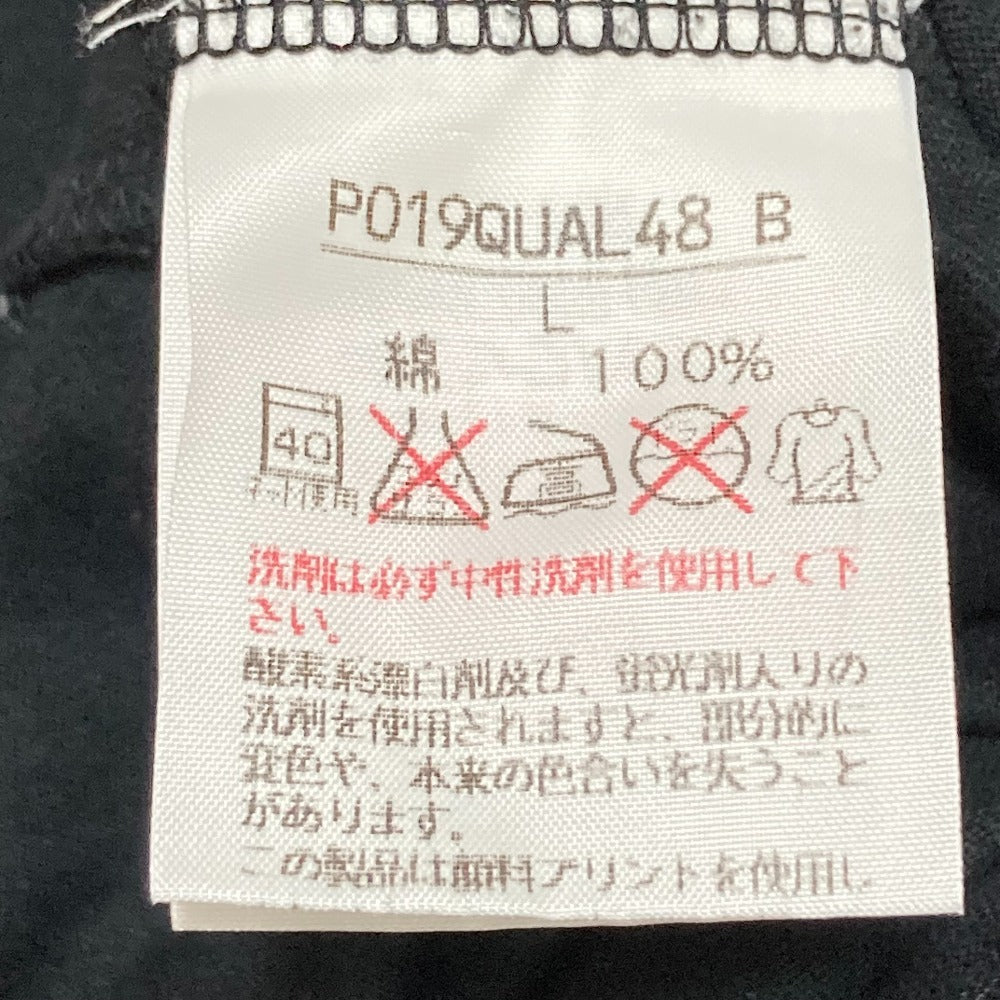 P019QUAL48 B
L
綿 100%
40 高
ネット使用
洗剤は必ず中性洗剤を使用して下
さい。
酸素系漂白剤及び、蛍光剤入りの
洗剤を使用されますと、部分的に
変色や、本来の色合いを失うこと
があります。
この製品は顔料プリントを使用し